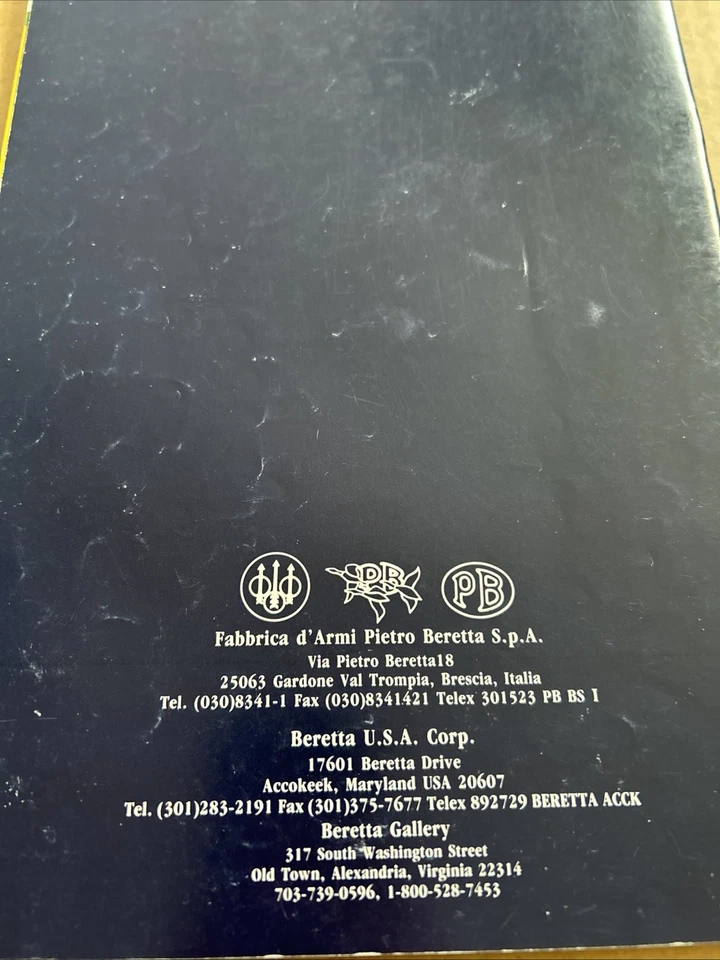 PB
Fabbrica d'Armi Pietro Beretta S.p.A.
Via Pietro Beretta18
25063 Gardone Val Trompia, Brescia, Italia
Tel. (030)8341-1 Fax (030)8341421 Telex 301523 PB BS I
Beretta U.S.A. Corp.
17601 Beretta Drive
Accokeek, Maryland USA 20607
Tel. (301)283-2191 Fax (301)375-7677 Telex 892729 BERETTA ACCK
Beretta Gallery
317 South Washington Street
Old Town, Alexandria, Virginia 22314
703-739-0596, 1-800-528-7453